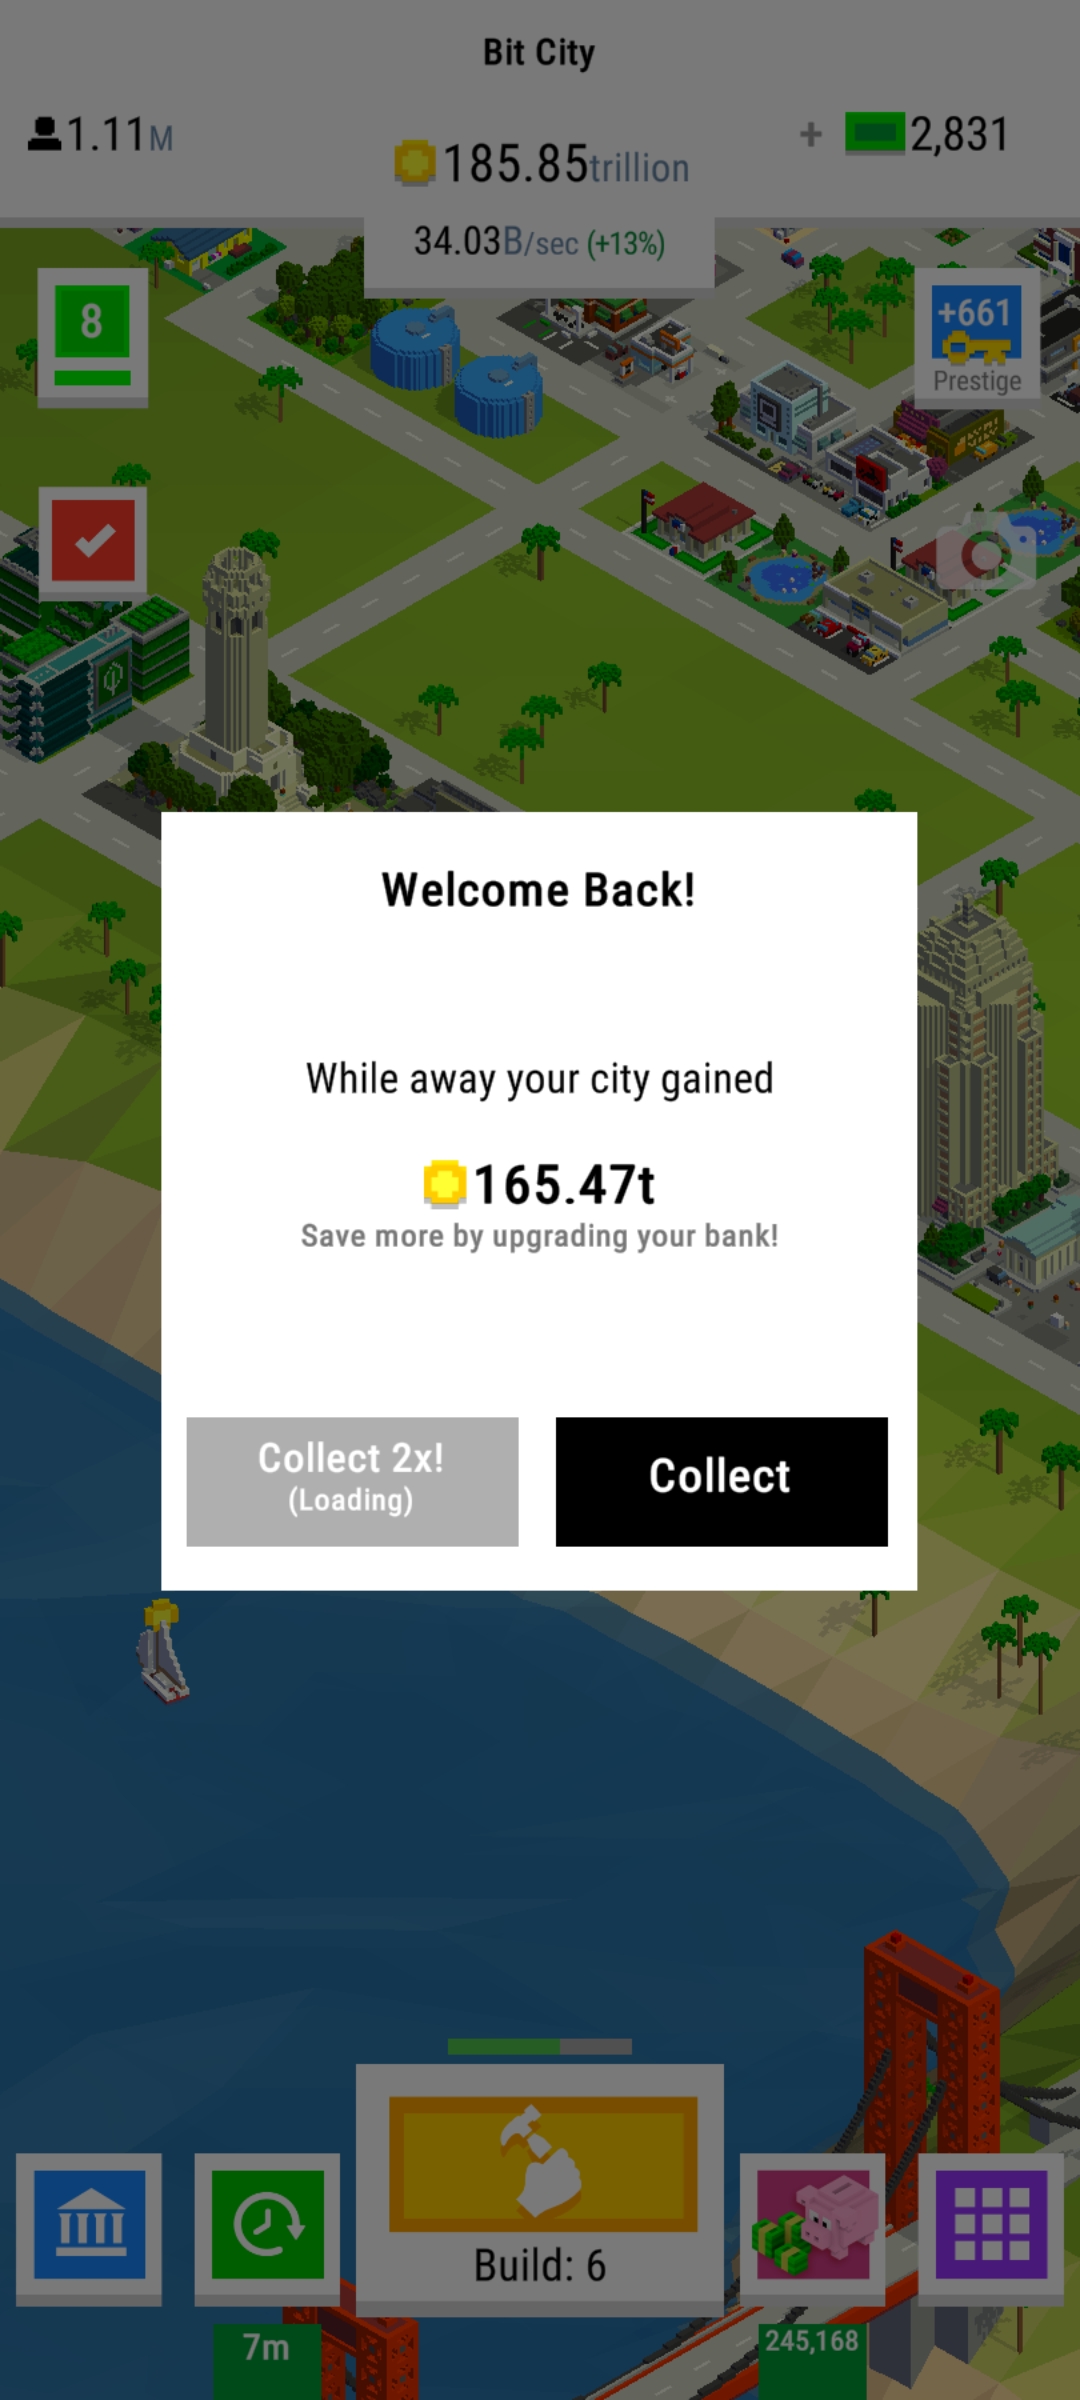 Bit City
1.11M
185.85trillion
+ 2,831
34.03B/sec (+13%)
8
+661
Prestige
Welcome Back!
While away your city gained
165.47t
Save more by upgrading your bank!
Collect 2x!
(Loading)
Collect
Build: 6
7m
245,168